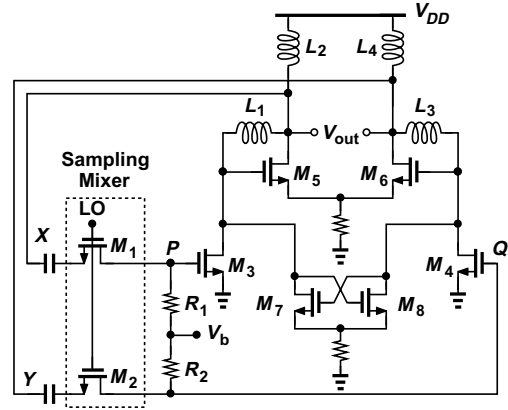 V_DD
L_2
L_4
L_1
V_out
L_3
M_5
M_6
Sampling
Mixer
LO
X
M_1
P
M_3
M_4
Q
R_1
M_7
M_8
V_b
R_2
Y
M_2